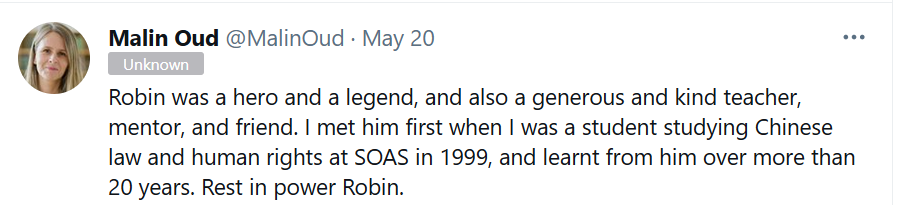 Malin Oud @MalinOud · May 20
Unknown
Robin was a hero and a legend, and also a generous and kind teacher,
mentor, and friend. I met him first when I was a student studying Chinese
law and human rights at SOAS in 1999, and learnt from him over more than
20 years. Rest in power Robin.